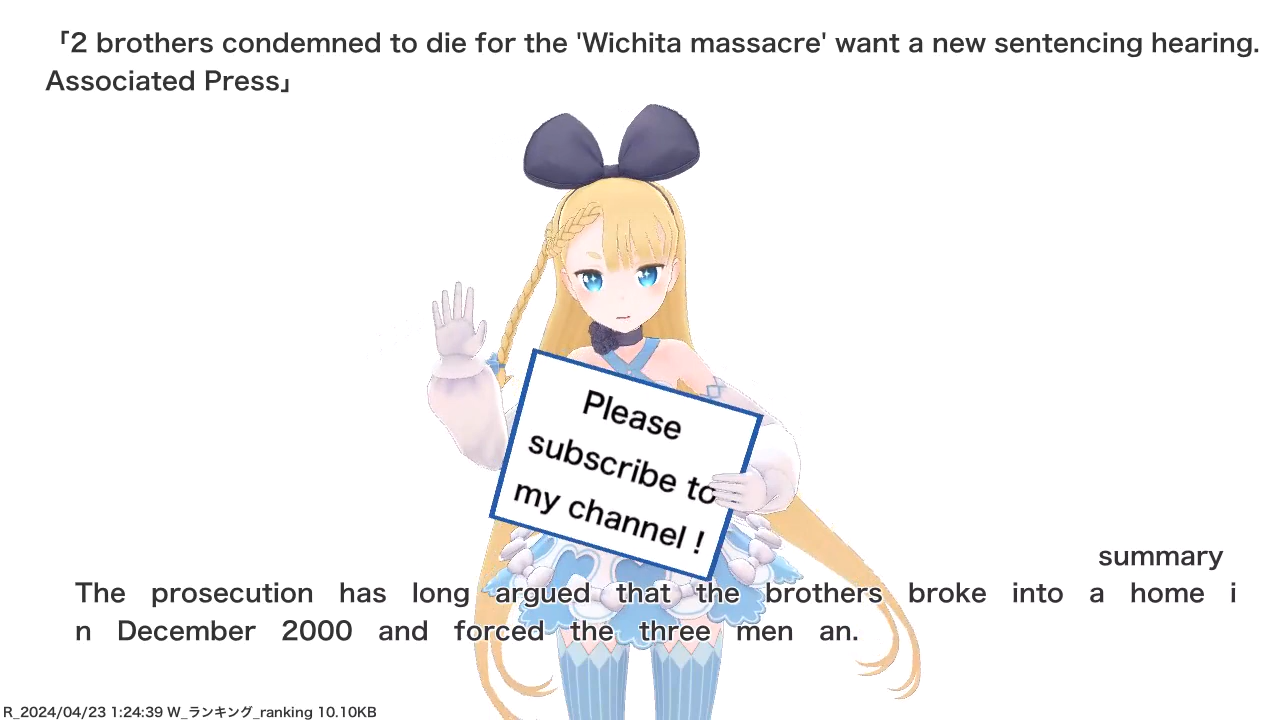 「2 brothers condemned to die for the 'Wichita massacre' want a new sentencing hearing.
Associated Press」
Please
subscribe to
my channel !
summary
The prosecution has long argued that the brothers broke into a home i
n December 2000 and forced the three men an.
R_2024/04/23 1:24:39 W_ランキング_ranking 10.10KB